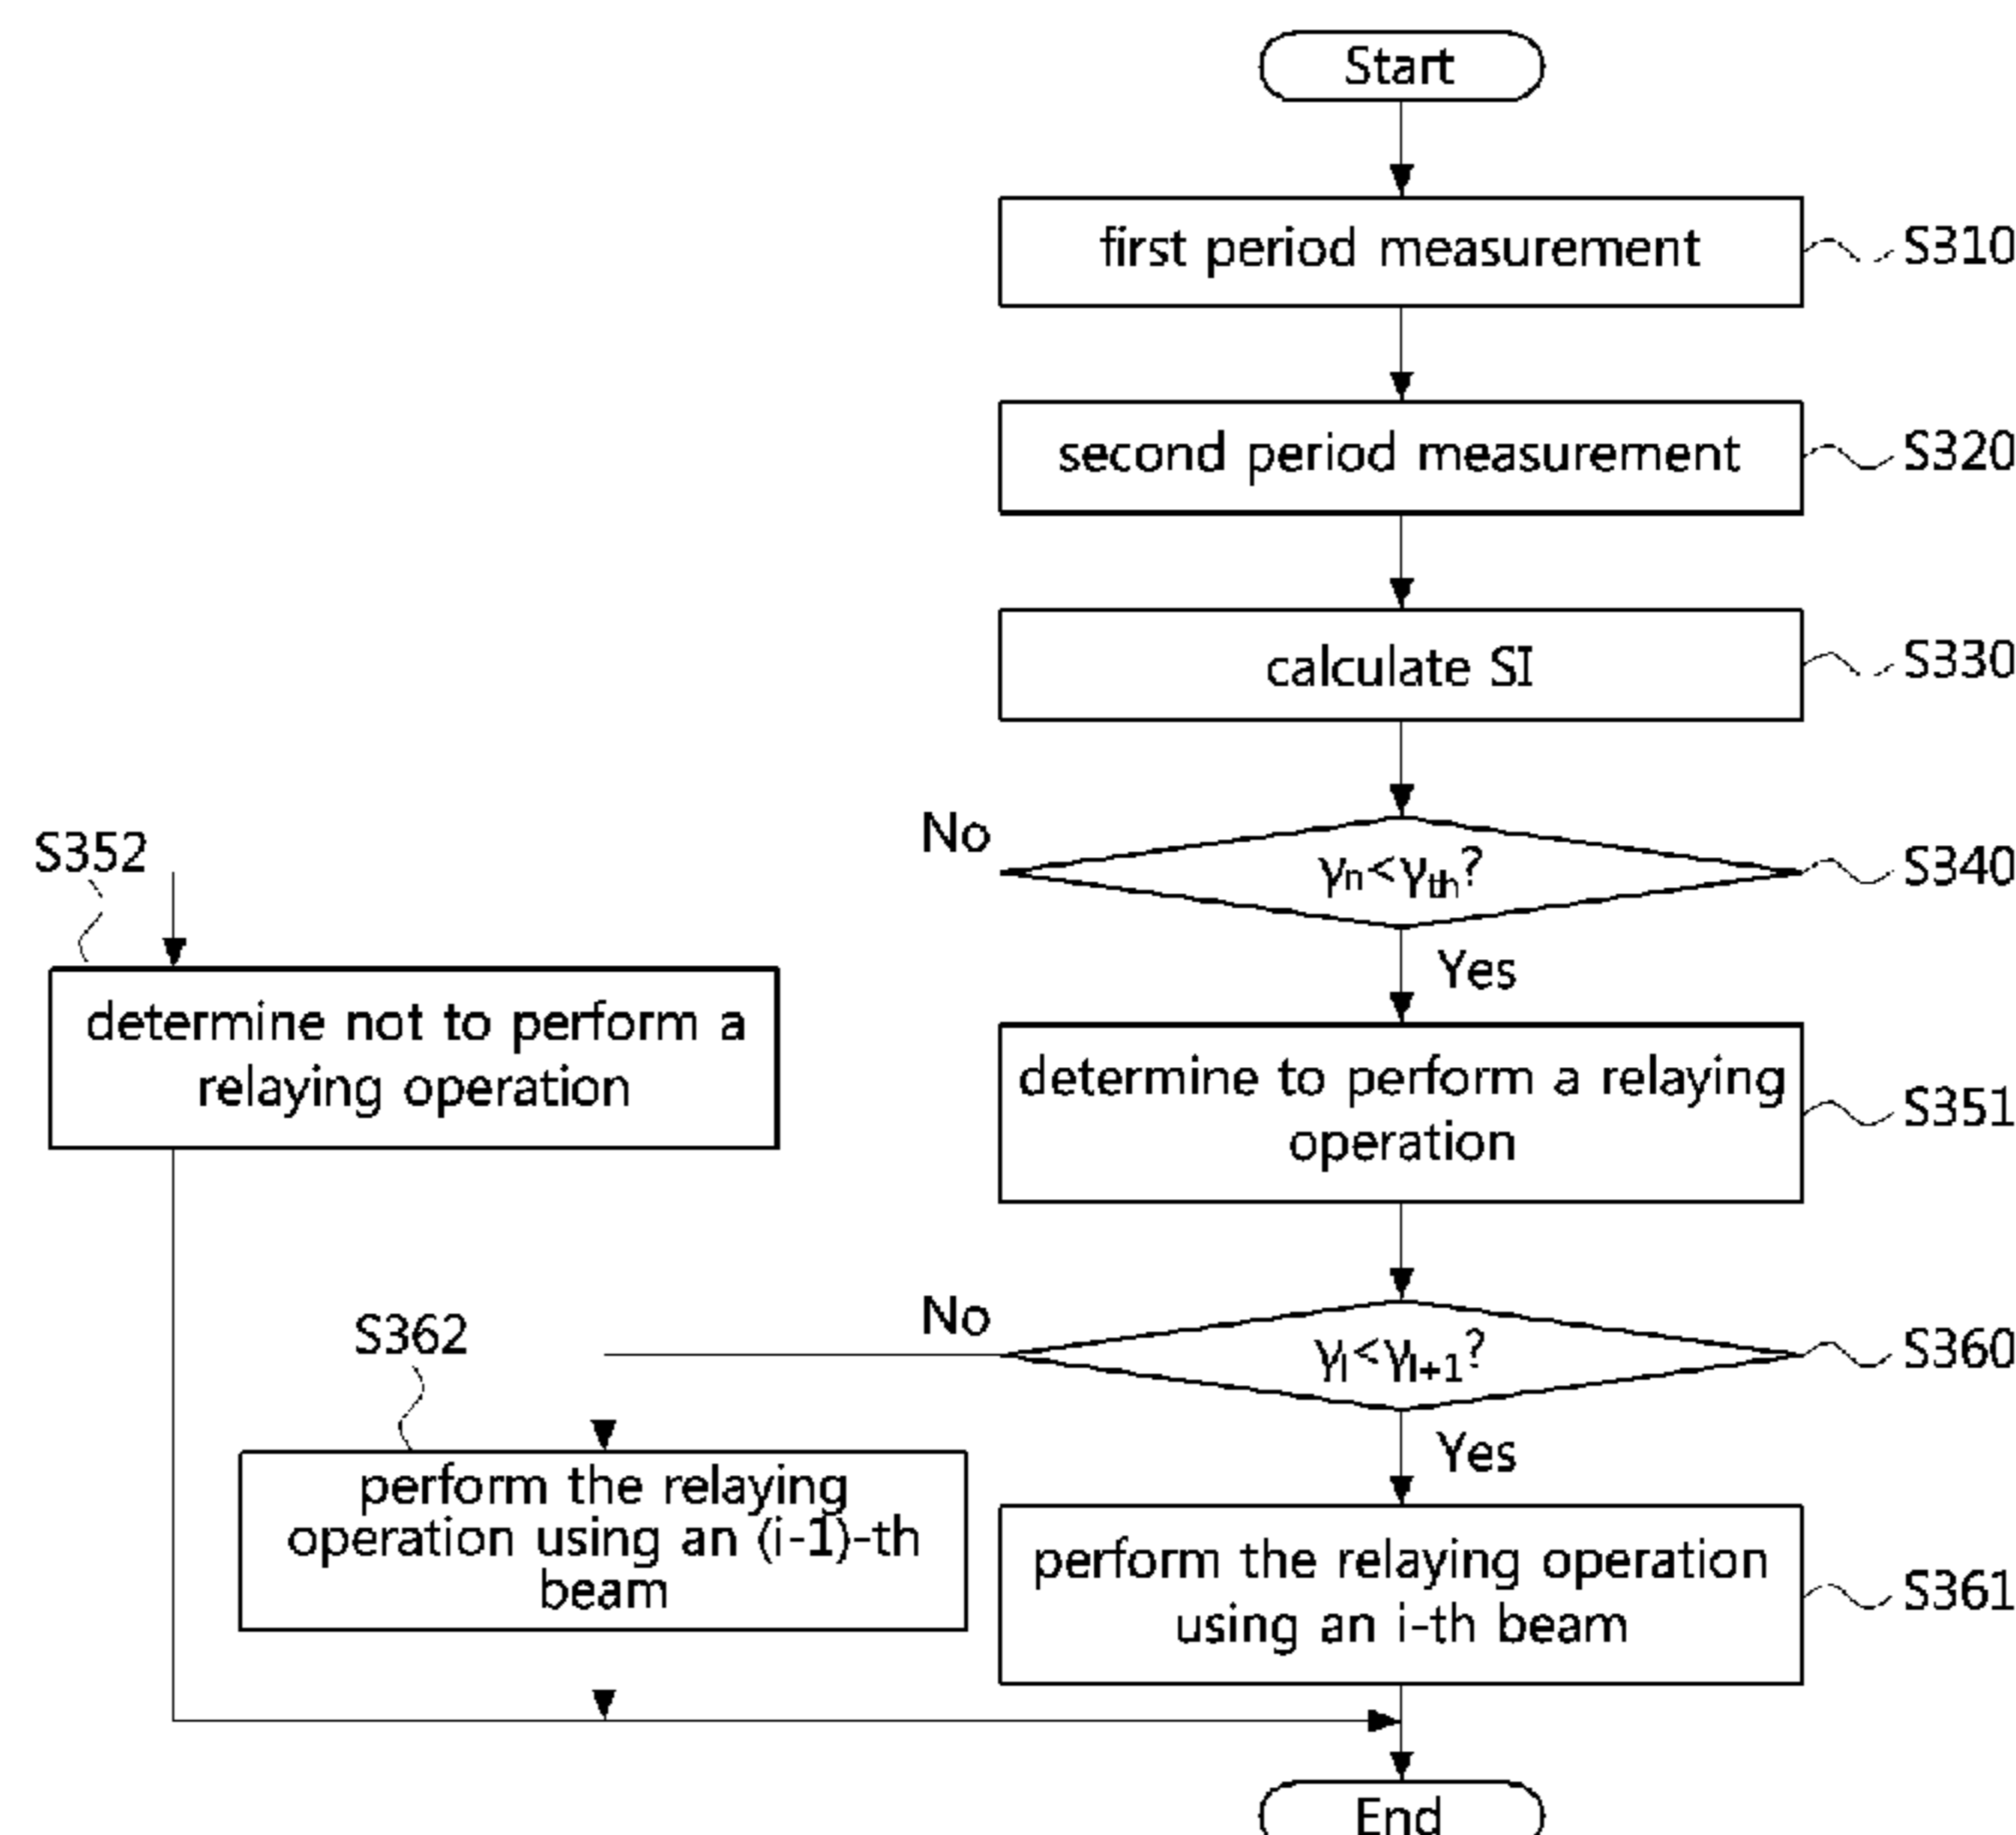 Start
first period measurement
S310
second period measurement
S320
calculate SI
S330
No
γn<γth?
S340
Yes
S352
determine not to perform a
relaying operation
determine to perform a relaying
operation
S351
No
γI<γI+1?
S360
Yes
S362
perform the relaying
operation using an (i-1)-th
beam
perform the relaying operation
using an i-th beam
S361
End